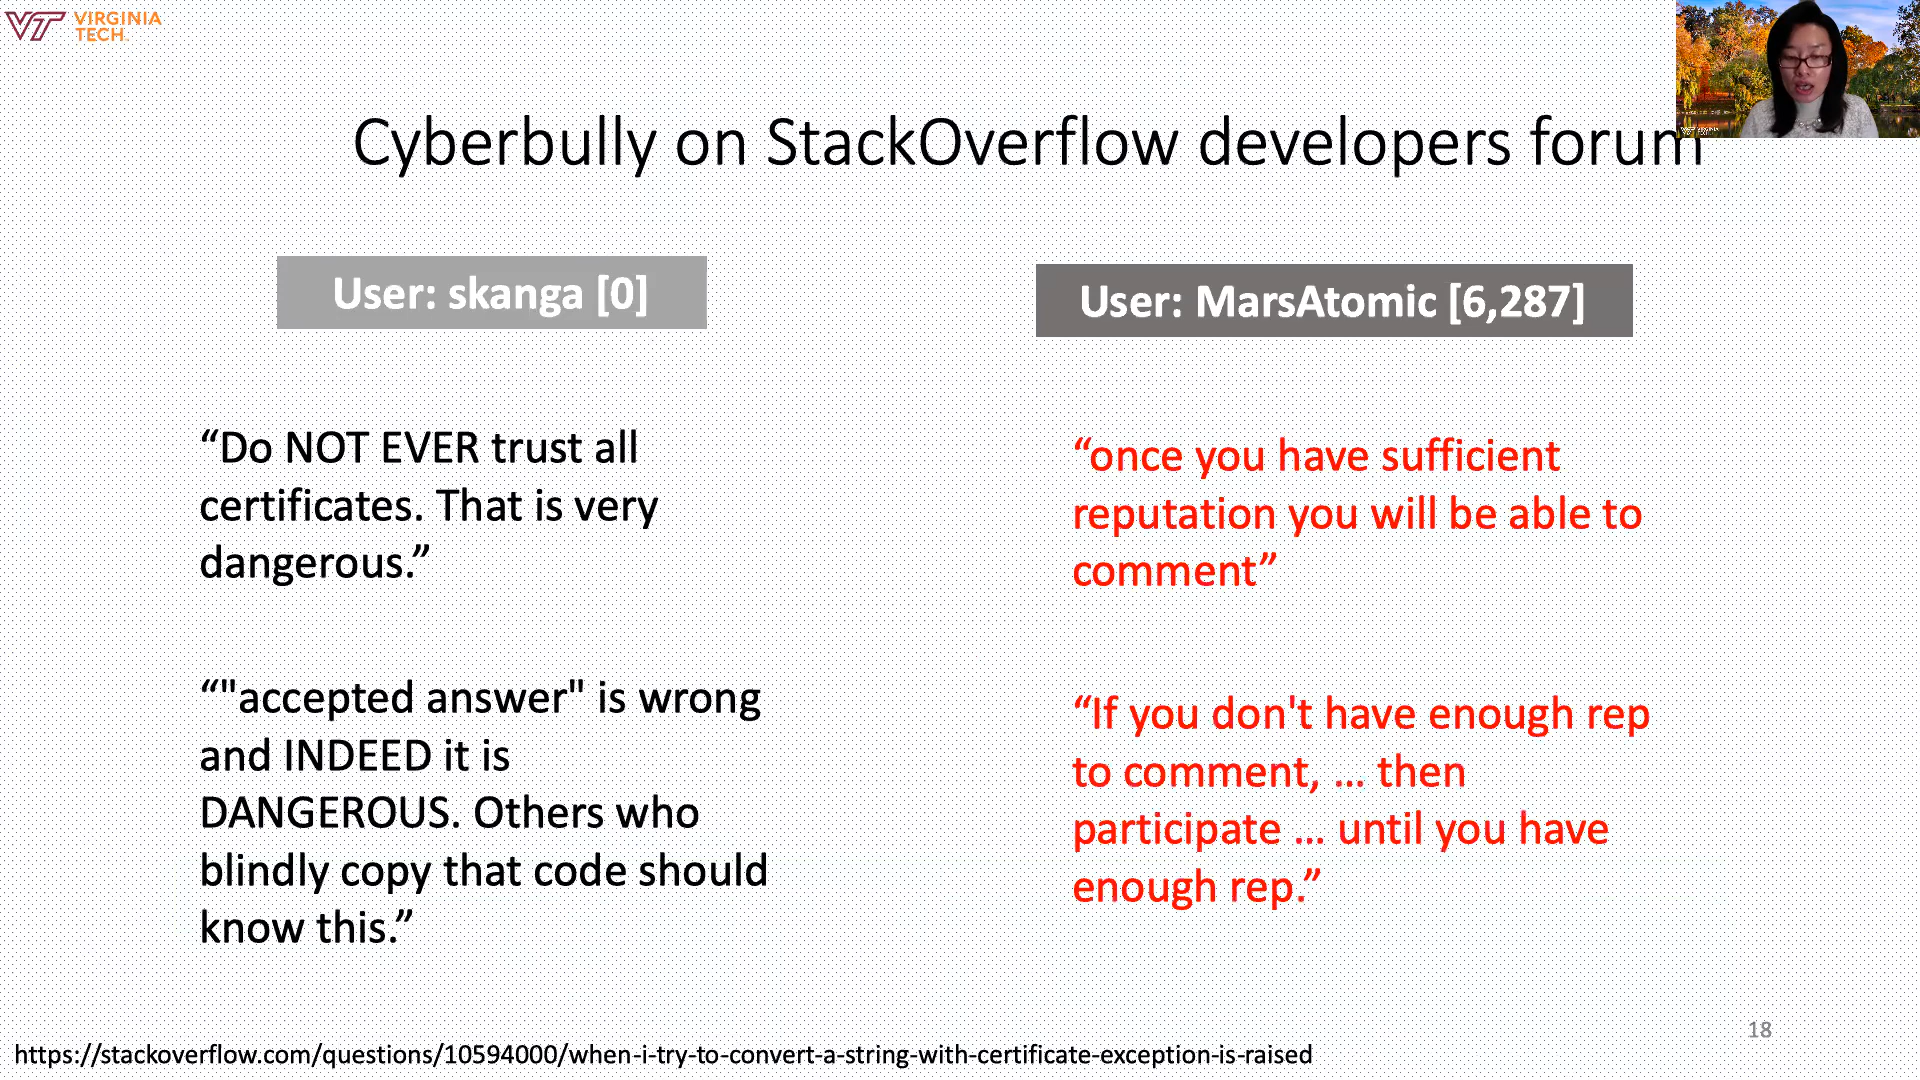 VIRGINIA
TECH
Cyberbully on StackOverflow developers forum
User: skanga [0]
“Do NOT EVER trust all
certificates. That is very
dangerous.”
“"accepted answer" is wrong
and INDEED it is
DANGEROUS. Others who
blindly copy that code should
know this.”
User: MarsAtomic [6,287]
“once you have sufficient
reputation you will be able to
comment”
“If you don't have enough rep
to comment, ... then
participate ... until you have
enough rep.”
18
https://stackoverflow.com/questions/10594000/when-i-try-to-convert-a-string-with-certificate-exception-is-raised